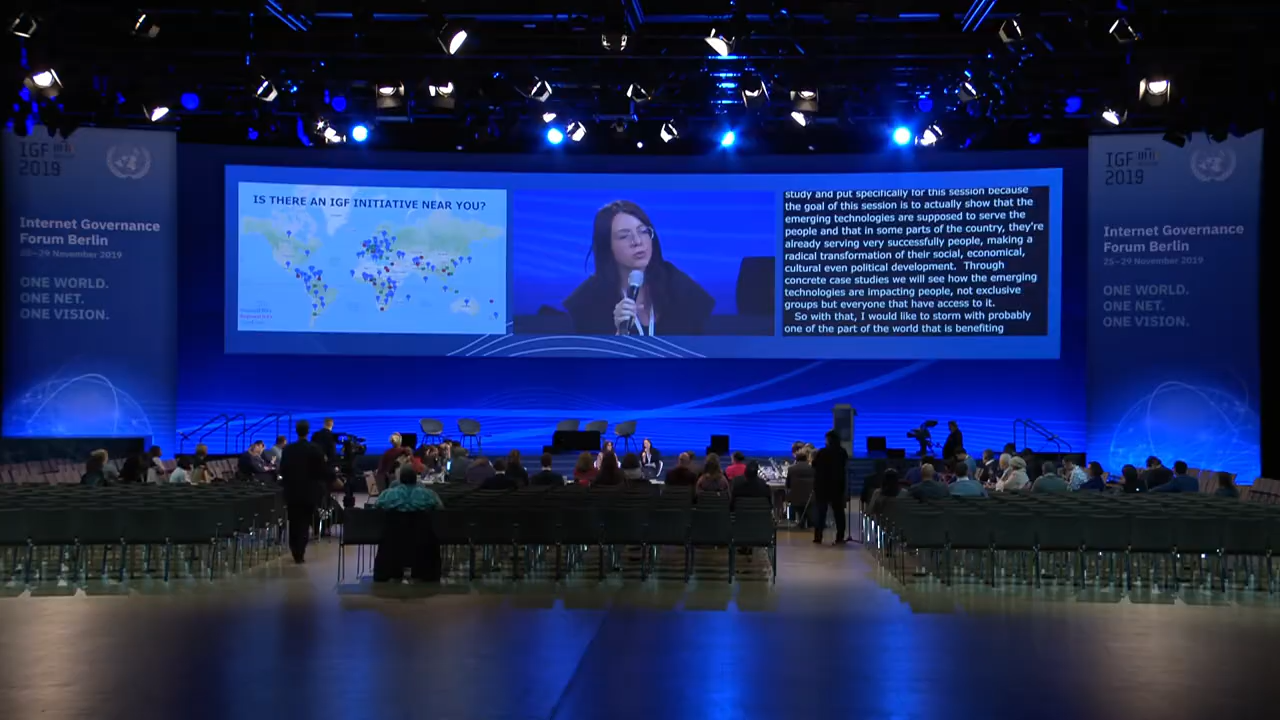 IGF
2019
Internet Governance
Forum Berlin
25–29 November 2019
ONE WORLD.
ONE NET.
ONE VISION.
IS THERE AN IGF INITIATIVE NEAR YOU?
study and put specifically for this session because
the goal of this session is to actually show that the
emerging technologies are supposed to serve the
people and that in some parts of the country, they're
already serving very successfully people, making a
radical transformation of their social, economical,
cultural even political development.  Through
concrete case studies we will see how the emerging
technologies are impacting people, not exclusive
groups but everyone that have access to it.
So with that, I would like to storm with probably
one of the part of the world that is benefiting
IGF
2019
Internet Governance
Forum Berlin
25–29 November 2019
ONE WORLD.
ONE NET.
ONE VISION.